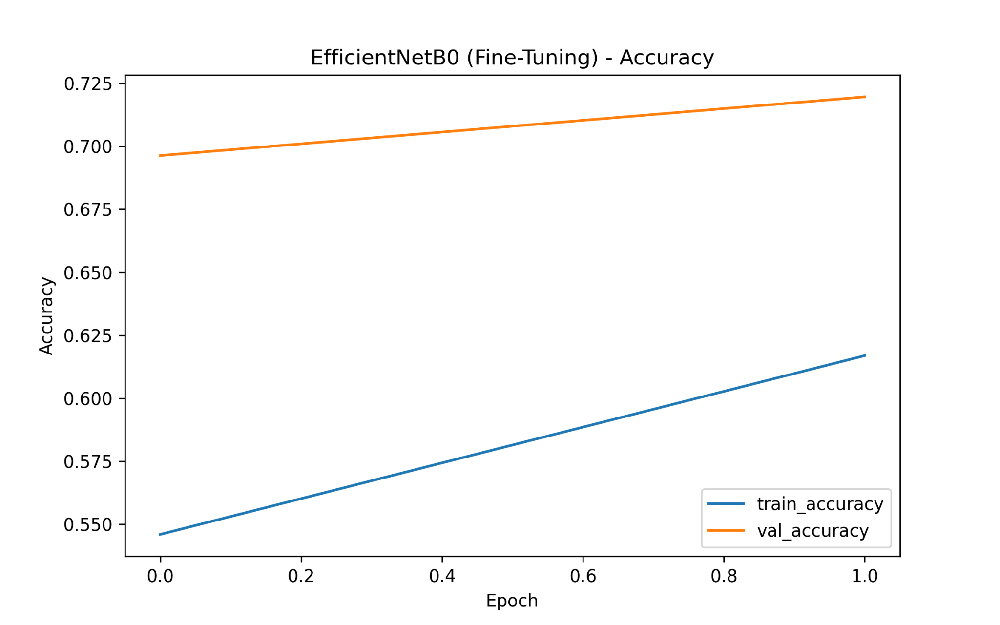 EfficientNetB0 (Fine-Tuning) - Accuracy
0.725
0.700
0.675
0.650
0.625
0.600
0.575
0.550
Accuracy
train_accuracy
val_accuracy
0.0 0.2 0.4 0.6 0.8 1.0
Epoch